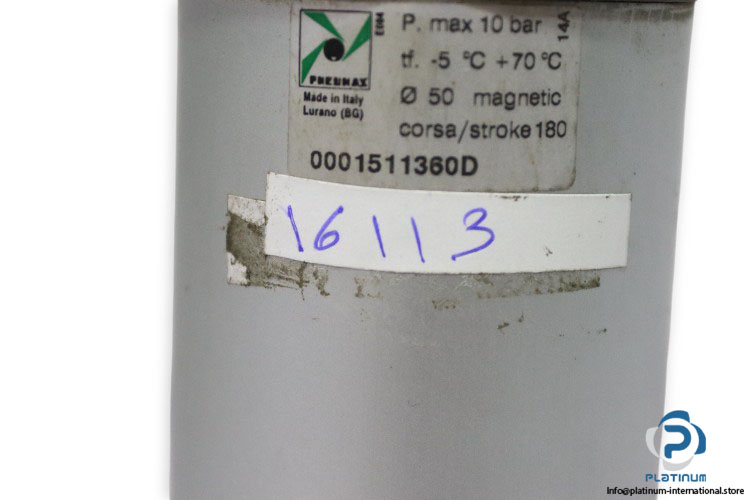 P. max 10 bar
tf. -5 °C +70 °C
Ø 50 magnetic
corsa/stroke 180
14A
PNEUMAX
Made in Italy
Lurano (BG)
0001511360D
16113
PLATINUM
Info@platinum-international.store